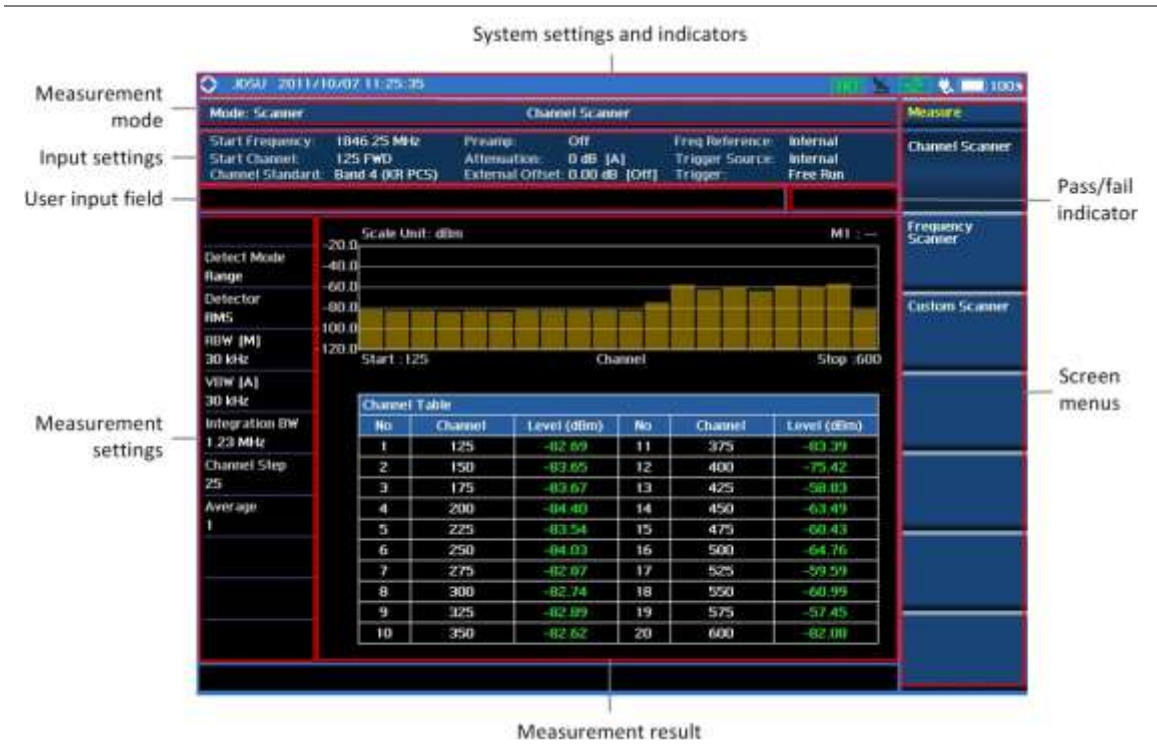 System settings and indicators
JDSU 2011/10/07 11:25:35
100%
Measurement mode
Mode: Scanner Channel Scanner
Measure
Input settings
Start Frequency: 1846.25 MHz Preamp: Off Freq Reference: Internal
Start Channel: 125 FWD Attenuation: 0 dB [A] Trigger Source: Internal
Channel Standard: Band 4 (KR PCS) External Offset: 0.00 dB [Off] Trigger: Free Run
Channel Scanner
User input field
Pass/fail indicator
Frequency Scanner
Custom Scanner
Screen menus
Measurement settings
Detect Mode
Range
Detector
RMS
RBW [M]
30 kHz
VBW [A]
30 kHz
Integration BW
1.23 MHz
Channel Step
25
Average
1
Scale Unit: dBm M1 : --
-20.0
-40.0
-60.0
-80.0
100.0
120.0
Start :125 Channel Stop :600
Channel Table
No Channel Level (dBm) No Channel Level (dBm)
1 125 -82.69 11 375 -83.39
2 150 -83.65 12 400 -75.42
3 175 -83.67 13 425 -58.03
4 200 -84.40 14 450 -63.49
5 225 -83.54 15 475 -60.43
6 250 -84.03 16 500 -64.76
7 275 -82.07 17 525 -59.59
8 300 -82.74 18 550 -60.99
9 325 -82.89 19 575 -57.45
10 350 -82.62 20 600 -82.00
Measurement result